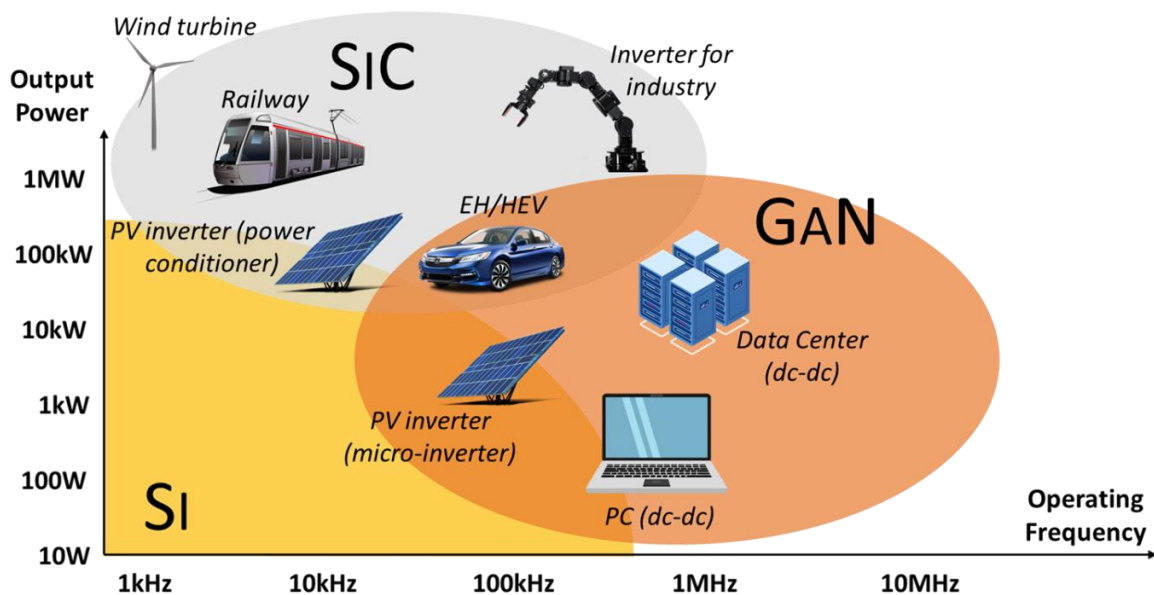 Wind turbine
SiC
Inverter for
industry
Output
Power
Railway
1MW
EH/HEV
GaN
PV inverter (power
conditioner)
100kW
10kW
Data Center
(dc-dc)
1kW
PV inverter
(micro-inverter)
100W
Si
PC (dc-dc)
Operating
Frequency
10W
1kHz
10kHz
100kHz
1MHz
10MHz